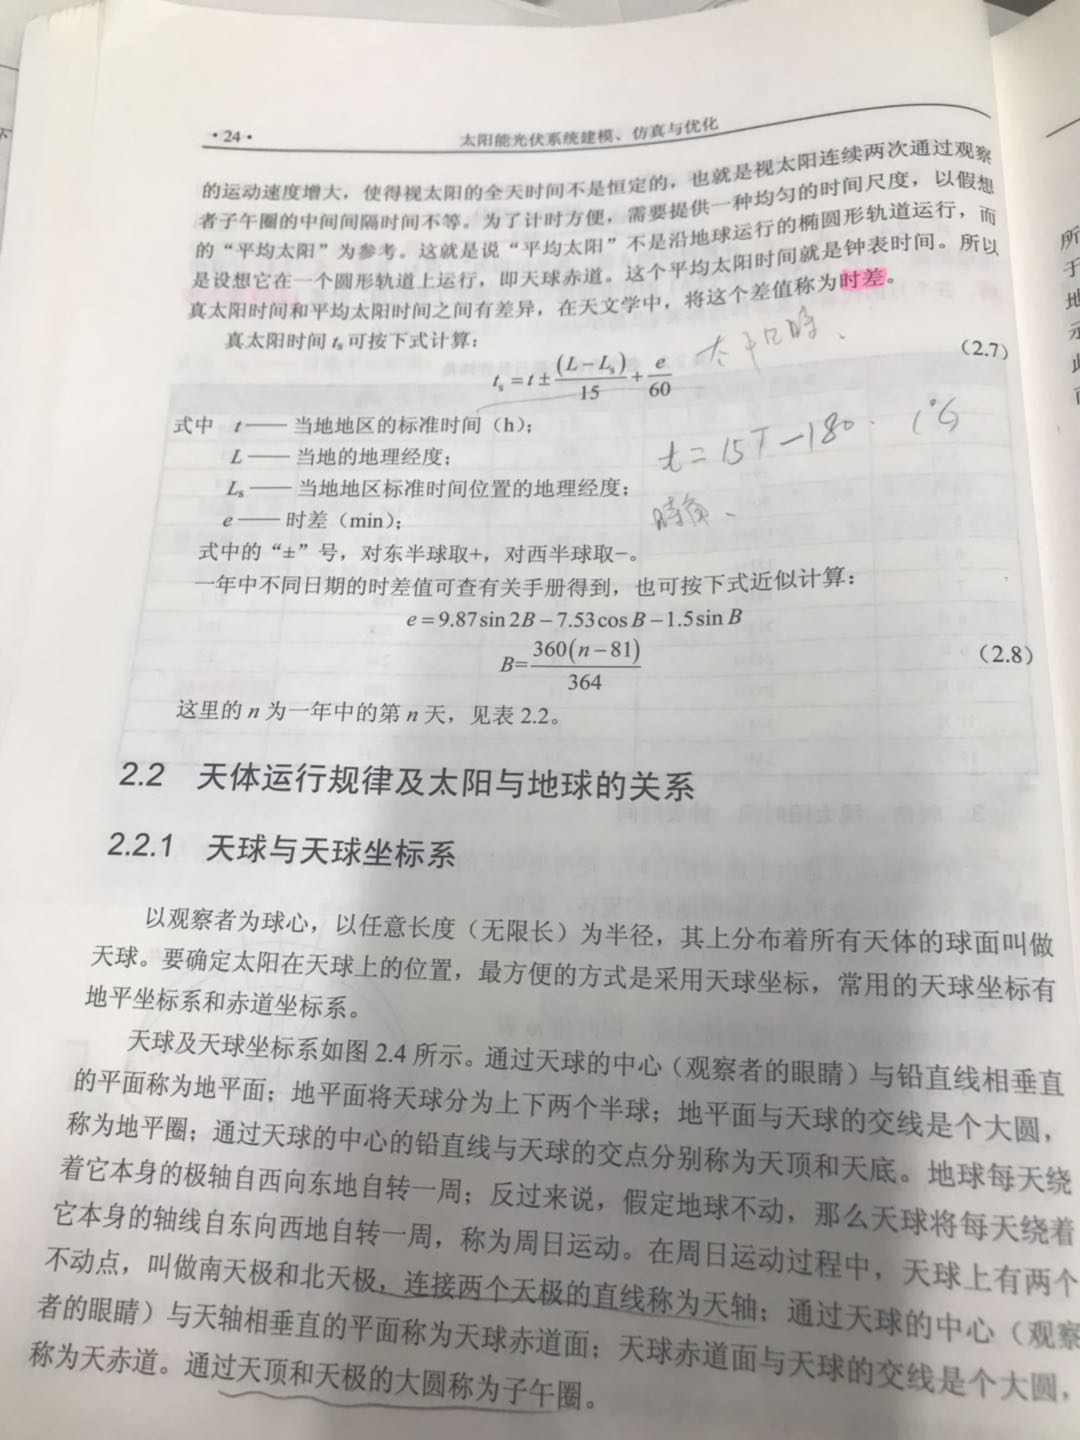 ·24·
太阳能光伏系统建模、仿真与优化
的运动速度增大，使得视太阳的全天时间不是恒定的，也就是视太阳连续两次通过观察
者子午圈的中间间隔时间不等。为了计时方便，需要提供一种均匀的时间尺度，以假想
的“平均太阳”为参考。这就是说“平均太阳”不是沿地球运行的椭圆形轨道运行，而
是设想它在一个圆形轨道上运行，即天球赤道。这个平均太阳时间就是钟表时间。所以
真太阳时间和平均太阳时间之间有差异，在天文学中，将这个差值称为时差。
真太阳时间 ts 可按下式计算：
ts = t ± (L−Ls)/15 + e/60 （2.7）
式中 t —— 当地地区的标准时间（h）；
t = 15T − 180
L —— 当地的地理经度；
Ls —— 当地地区标准时间位置的地理经度；
時角、
e —— 时差（min）；
式中的“±”号，对东半球取+，对西半球取−。
一年中不同日期的时差值可查有关手册得到，也可按下式近似计算：
e = 9.87 sin 2B − 7.53 cos B − 1.5 sin B
B= 360(n−81)/364 （2.8）
这里的 n 为一年中的第 n 天，见表 2.2。
2.2 天体运行规律及太阳与地球的关系
2.2.1 天球与天球坐标系
以观察者为球心，以任意长度（无限长）为半径，其上分布着所有天体的球面叫做
天球。要确定太阳在天球上的位置，最方便的方式是采用天球坐标，常用的天球坐标有
地平坐标系和赤道坐标系。
天球及天球坐标系如图 2.4 所示。通过天球的中心（观察者的眼睛）与铅直线相垂直
的平面称为地平面；地平面将天球分为上下两个半球；地平面与天球的交线是个大圆，
称为地平圈；通过天球的中心的铅直线与天球的交点分别称为天顶和天底。地球每天绕
着它本身的极轴自西向东地自转一周；反过来说，假定地球不动，那么天球将每天绕着
它本身的轴线自东向西地自转一周，称为周日运动。在周日运动过程中，天球上有两个
不动点，叫做南天极和北天极，连接两个天极的直线称为天轴；通过天球的中心（观察
者的眼睛）与天轴相垂直的平面称为天球赤道面；天球赤道面与天球的交线是个大圆，
称为天赤道。通过天顶和天极的大圆称为子午圈。